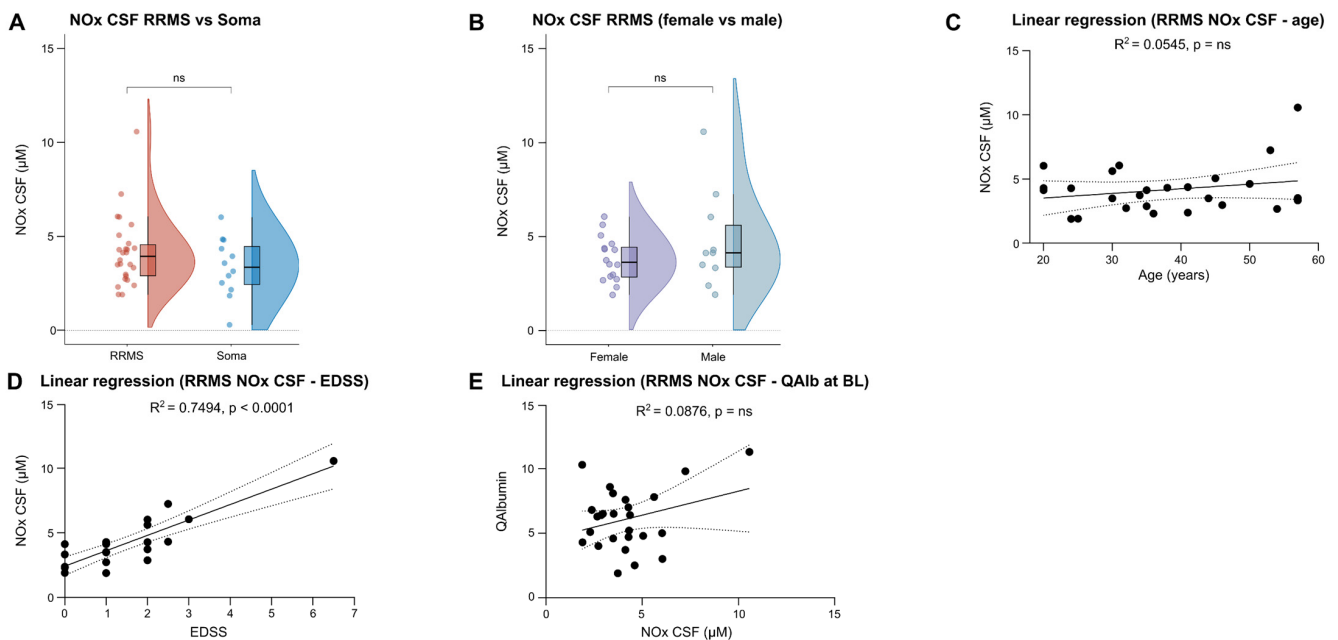 A
NOx CSF RRMS vs Soma
NOx CSF (µM)
15
10
5
0
ns
RRMS
Soma
B
NOx CSF RRMS (female vs male)
NOx CSF (µM)
15
10
5
0
ns
Female
Male
C
Linear regression (RRMS NOx CSF - age)
R² = 0.0545, p = ns
NOx CSF (µM)
15
10
5
0
20
30
40
50
60
Age (years)
D
Linear regression (RRMS NOx CSF - EDSS)
R² = 0.7494, p < 0.0001
NOx CSF (µM)
15
10
5
0
0
1
2
3
4
5
6
7
EDSS
E
Linear regression (RRMS NOx CSF - QAlb at BL)
R² = 0.0876, p = ns
QAlbumin
15
10
5
0
0
5
10
15
NOx CSF (µM)